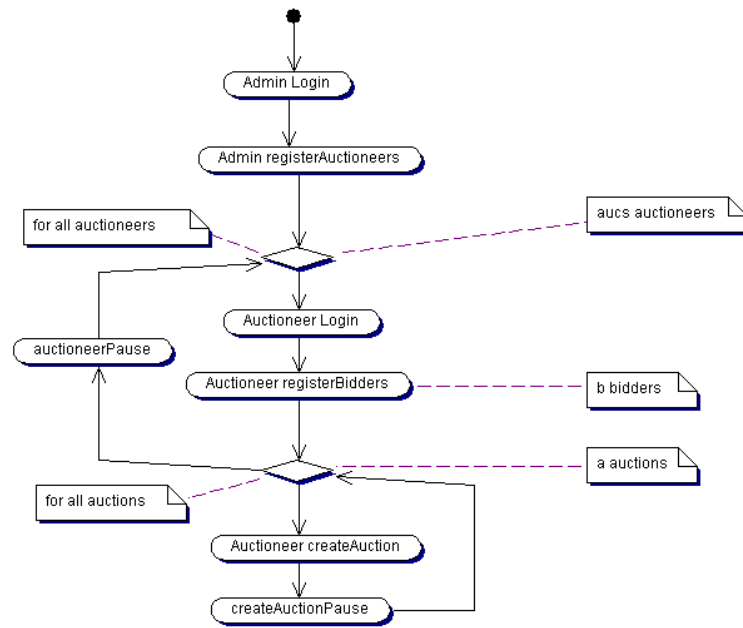 Admin Login
Admin registerAuctioneers
for all auctioneers
aucs auctioneers
Auctioneer Login
auctioneerPause
Auctioneer registerBidders
b bidders
a auctions
for all auctions
Auctioneer createAuction
createAuctionPause